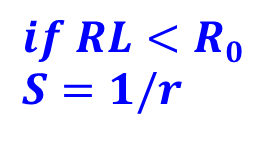 if RL < R₀
S = 1/r